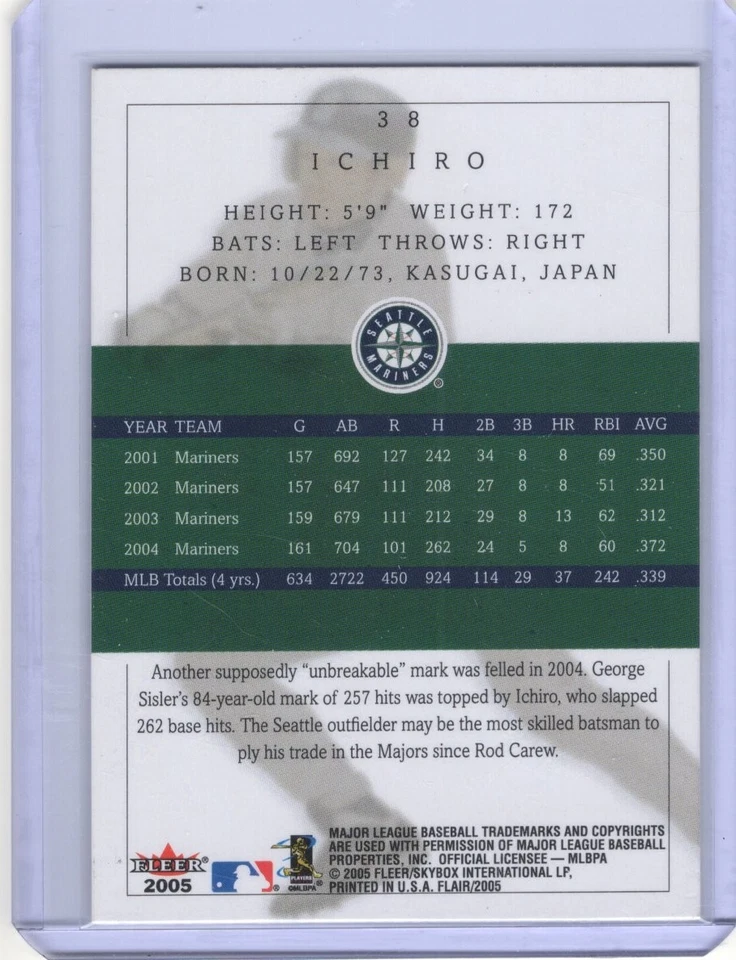 38
ICHIRO
HEIGHT: 5'9" WEIGHT: 172
BATS: LEFT THROWS: RIGHT
BORN: 10/22/73, KASUGAI, JAPAN
SEATTLE
MARINERS
®
YEAR TEAM G AB R H 2B 3B HR RBI AVG
2001 Mariners 157 692 127 242 34 8 8 69 .350
2002 Mariners 157 647 111 208 27 8 8 51 .321
2003 Mariners 159 679 111 212 29 8 13 62 .312
2004 Mariners 161 704 101 262 24 5 8 60 .372
MLB Totals (4 yrs.) 634 2722 450 924 114 29 37 242 .339
Another supposedly “unbreakable” mark was felled in 2004. George
Sisler's 84-year-old mark of 257 hits was topped by Ichiro, who slapped
262 base hits. The Seattle outfielder may be the most skilled batsman to
ply his trade in the Majors since Rod Carew.
FLEER®
2005
®
PLAYERS
©MLBPA
MAJOR LEAGUE BASEBALL TRADEMARKS AND COPYRIGHTS
ARE USED WITH PERMISSION OF MAJOR LEAGUE BASEBALL
PROPERTIES, INC. OFFICIAL LICENSEE — MLBPA
© 2005 FLEER/SKYBOX INTERNATIONAL LP,
PRINTED IN U.S.A. FLAIR/2005